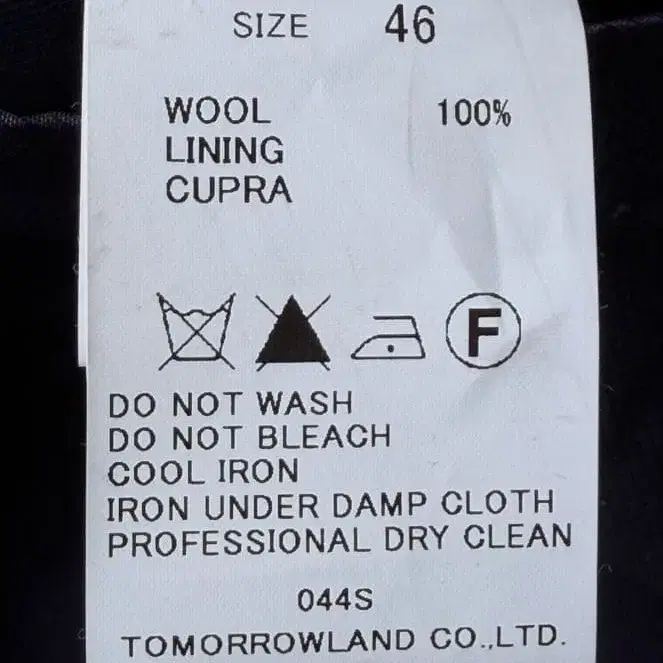 SIZE 46
WOOL 100%
LINING
CUPRA
F
DO NOT WASH
DO NOT BLEACH
COOL IRON
IRON UNDER DAMP CLOTH
PROFESSIONAL DRY CLEAN
044S
TOMORROWLAND CO.,LTD.